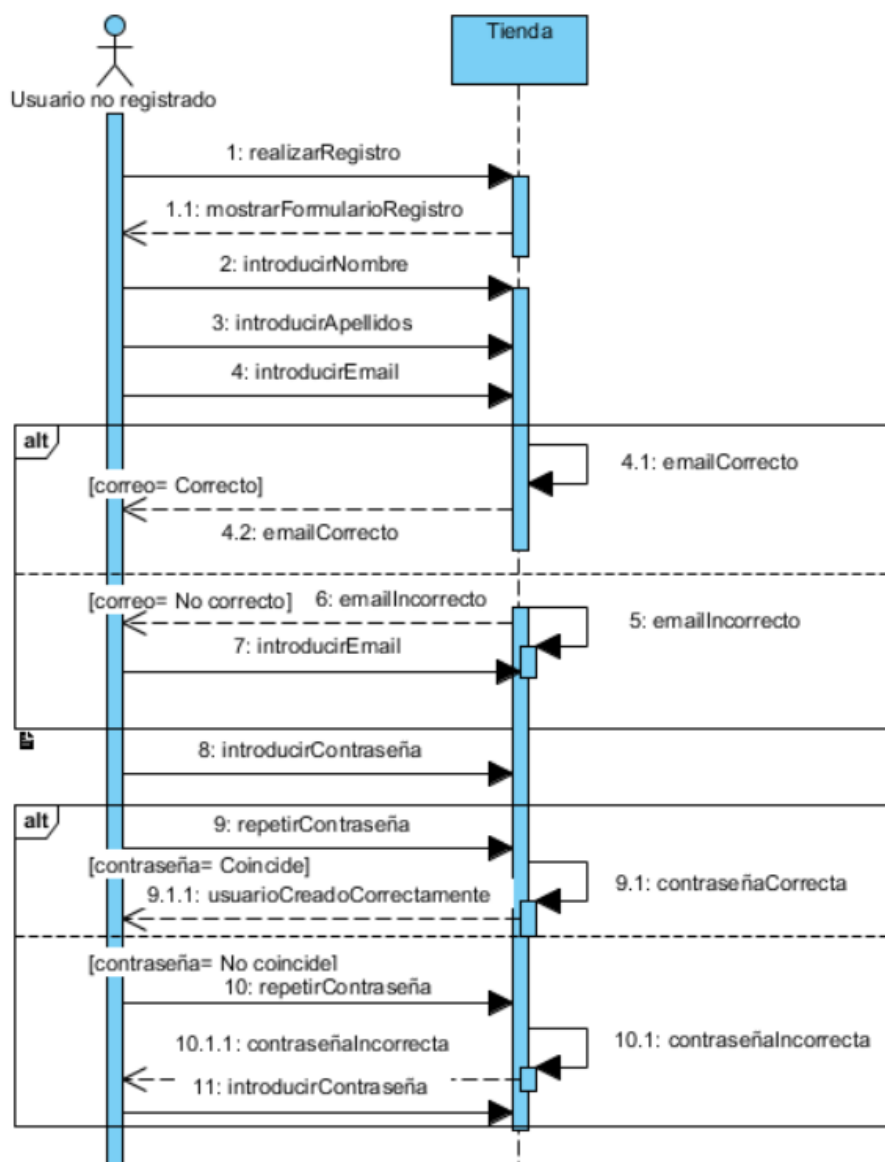 Usuario no registrado
Tienda
1: realizarRegistro
1.1: mostrarFormularioRegistro
2: introducirNombre
3: introducirApellidos
4: introducirEmail
alt
4.1: emailCorrecto
[correo= Correcto]
4.2: emailCorrecto
[correo= No correcto]
6: emailIncorrecto
5: emailIncorrecto
7: introducirEmail
8: introducirContraseña
alt
9: repetirContraseña
[contraseña= Coincide]
9.1: contraseñaCorrecta
9.1.1: usuarioCreadoCorrectamente
[contraseña= No coincide]
10: repetirContraseña
10.1: contraseñaIncorrecta
10.1.1: contraseñaIncorrecta
11: introducirContraseña